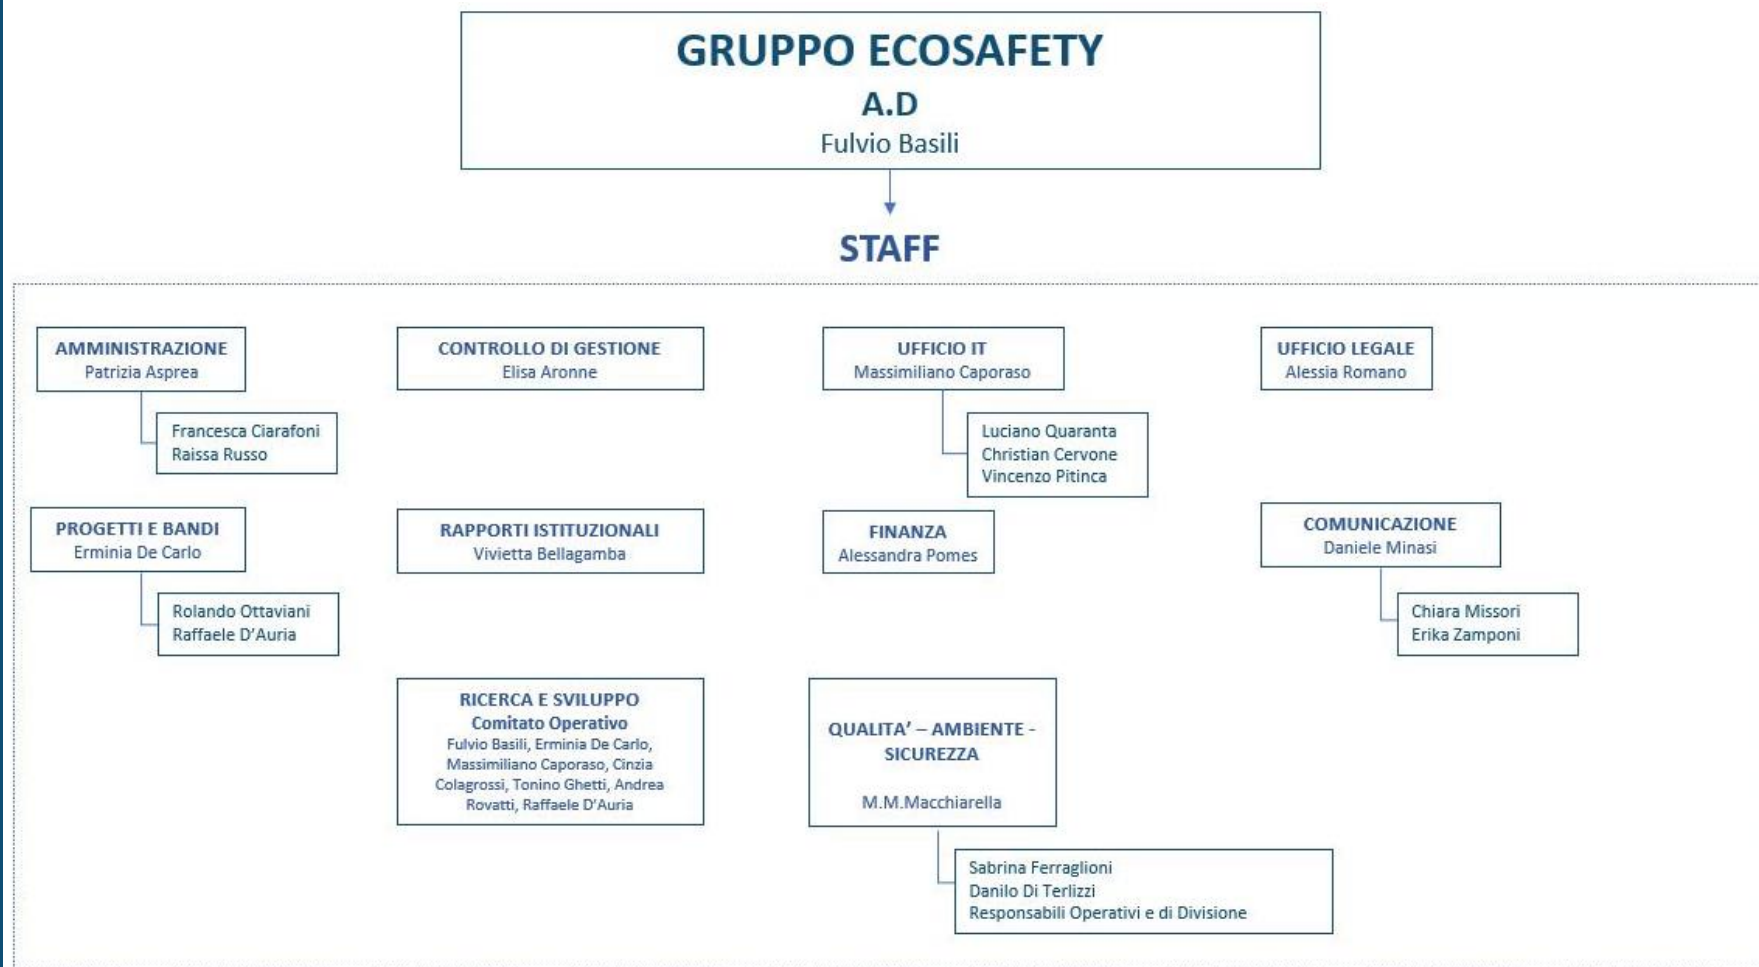 GRUPPO ECOSAFETY
A.D
Fulvio Basili
STAFF
AMMINISTRAZIONE
Patrizia Asprea
Francesca Ciarafoni
Raissa Russo
CONTROLLO DI GESTIONE
Elisa Aronne
UFFICIO IT
Massimiliano Caporaso
Luciano Quaranta
Christian Cervone
Vincenzo Pitinca
UFFICIO LEGALE
Alessia Romano
PROGETTI E BANDI
Erminia De Carlo
Rolando Ottaviani
Raffaele D’Auria
RAPPORTI ISTITUZIONALI
Vivietta Bellagamba
FINANZA
Alessandra Pomes
COMUNICAZIONE
Daniele Minasi
Chiara Missori
Erika Zamponi
RICERCA E SVILUPPO
Comitato Operativo
Fulvio Basili, Erminia De Carlo,
Massimiliano Caporaso, Cinzia
Colagrossi, Tonino Ghetti, Andrea
Rovatti, Raffaele D’Auria
QUALITA’ – AMBIENTE -
SICUREZZA
M.M.Macchiarella
Sabrina Ferraglioni
Danilo Di Terlizzi
Responsabili Operativi e di Divisione